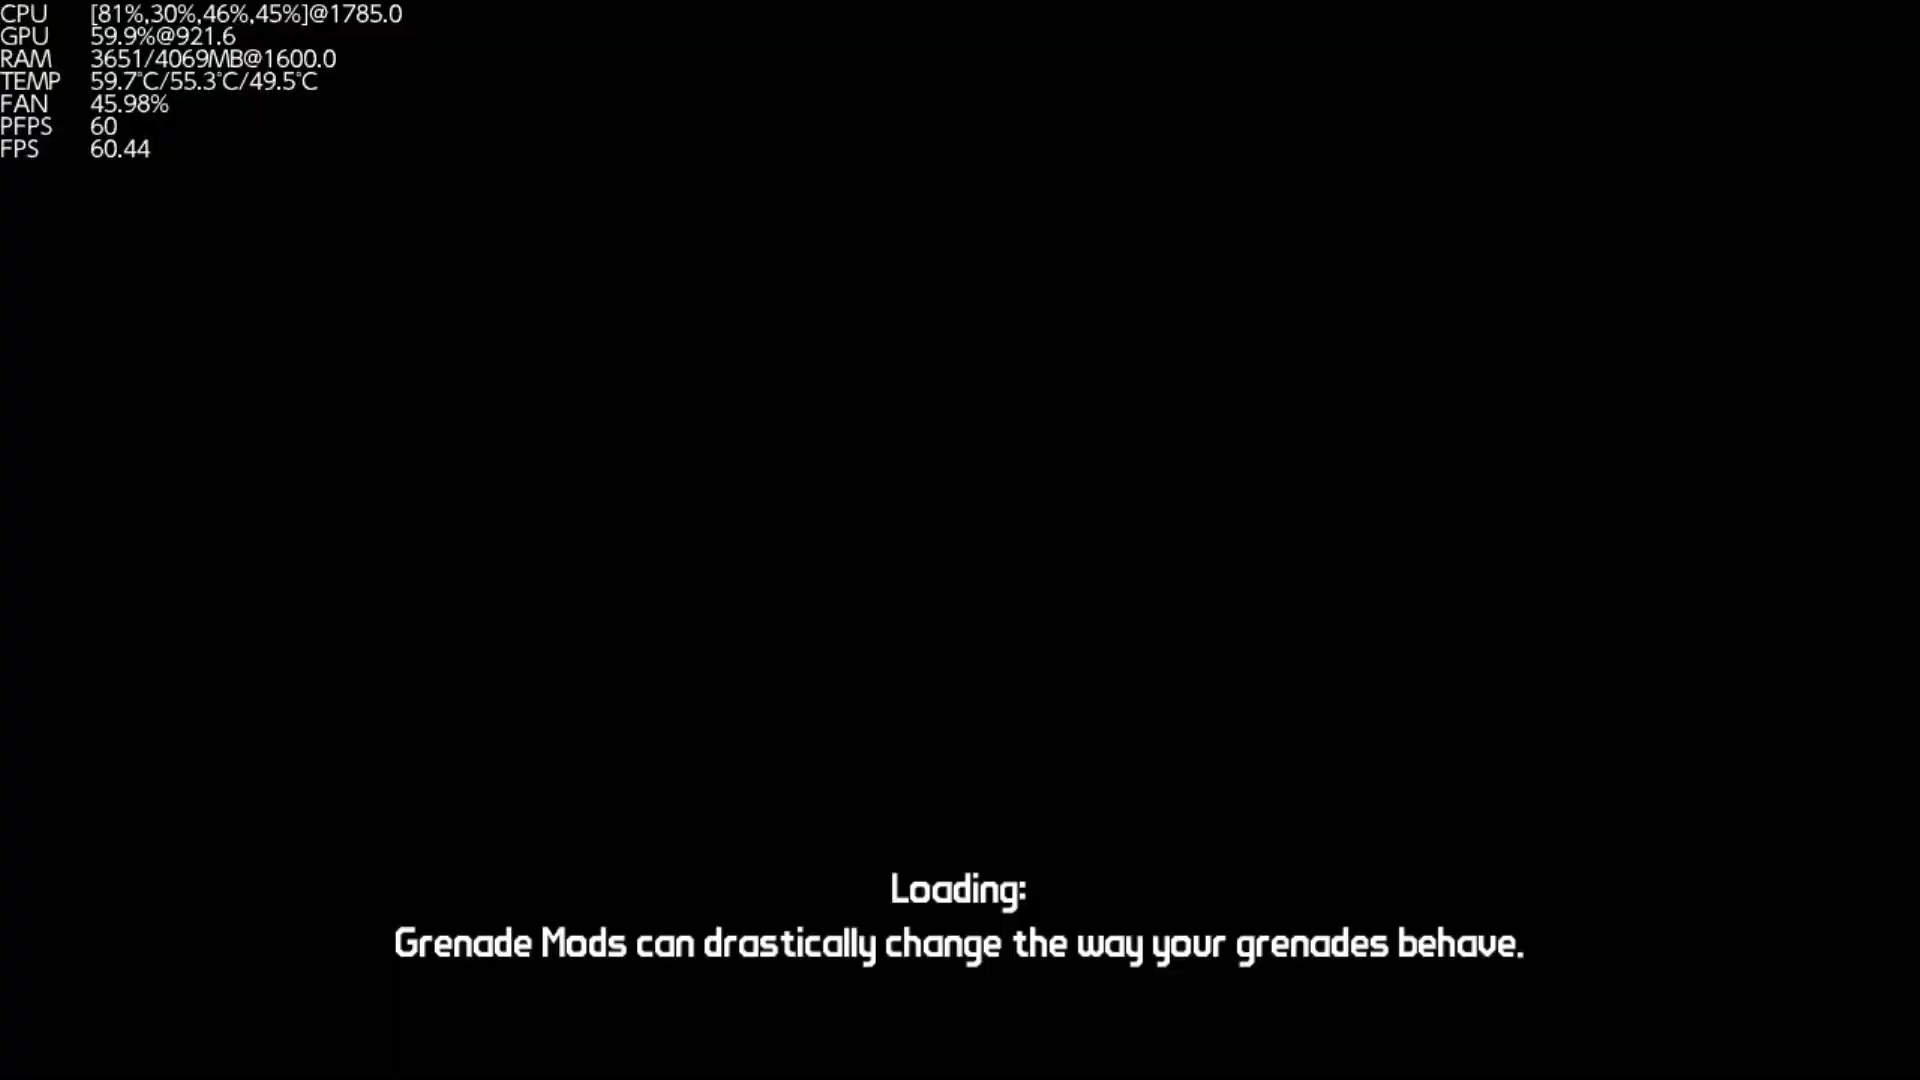 CPU [81%,30%,46%,45%]@1785.0
GPU 59.9%@921.6
RAM 3651/4069MB@1600.0
TEMP 59.7°C/55.3°C/49.5°C
FAN 45.98%
PFPS 60
FPS 60.44
Loading:
Grenade Mods can drastically change the way your grenades behave.